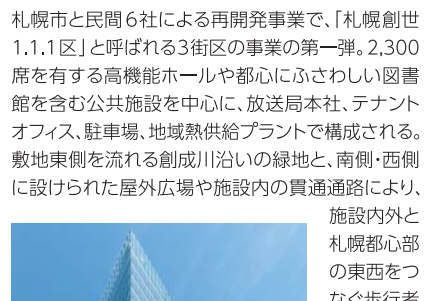 札幌市と民間6社による再開発事業で、「札幌創世
1.1.1区」と呼ばれる3街区の事業の第一弾。2,300
席を有する高機能ホールや都心にふさわしい図書
館を含む公共施設を中心に、放送局本社、テナント
オフィス、駐車場、地域熱供給プラントで構成される。
敷地東側を流れる創成川沿いの緑地と、南側・西側
に設けられた屋外広場や施設内の貫通通路により、
施設内外と
札幌都心部
の東西をつ
なぐ歩行者